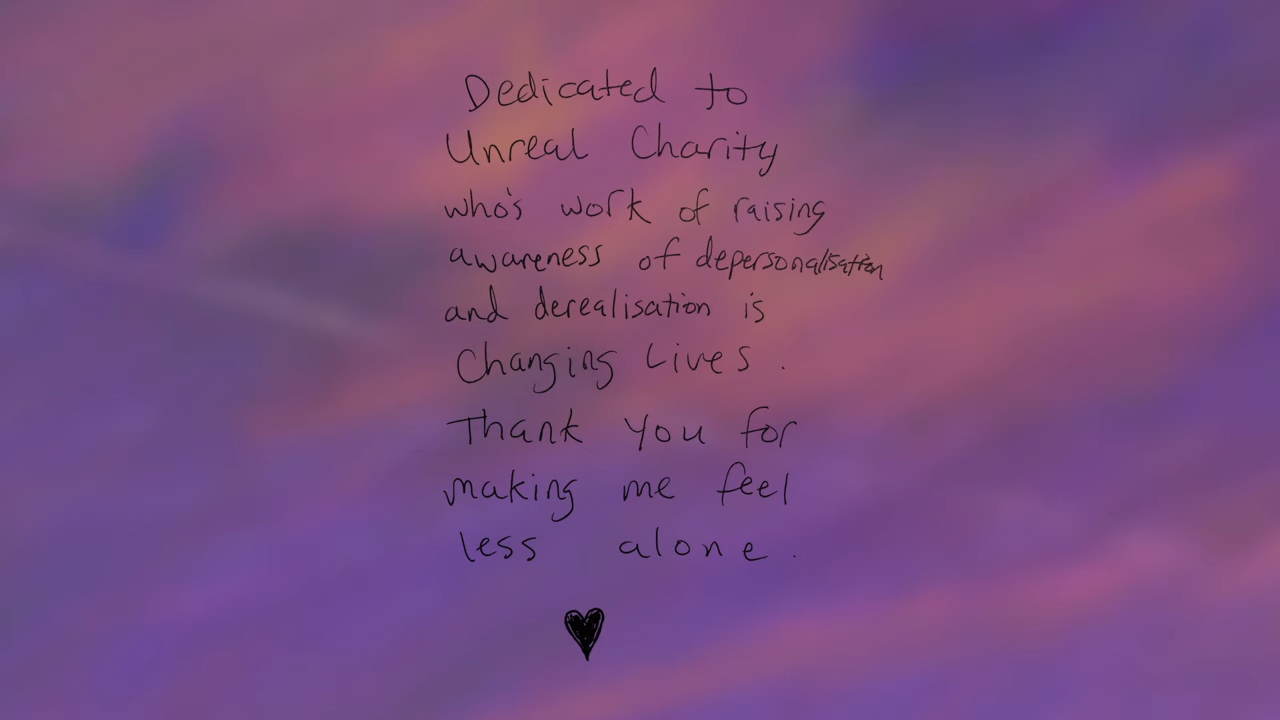 Dedicated to
Unreal Charity
who's work of raising
awareness of depersonalisation
and derealisation is
Changing Lives.
Thank you for
making me feel
less alone.